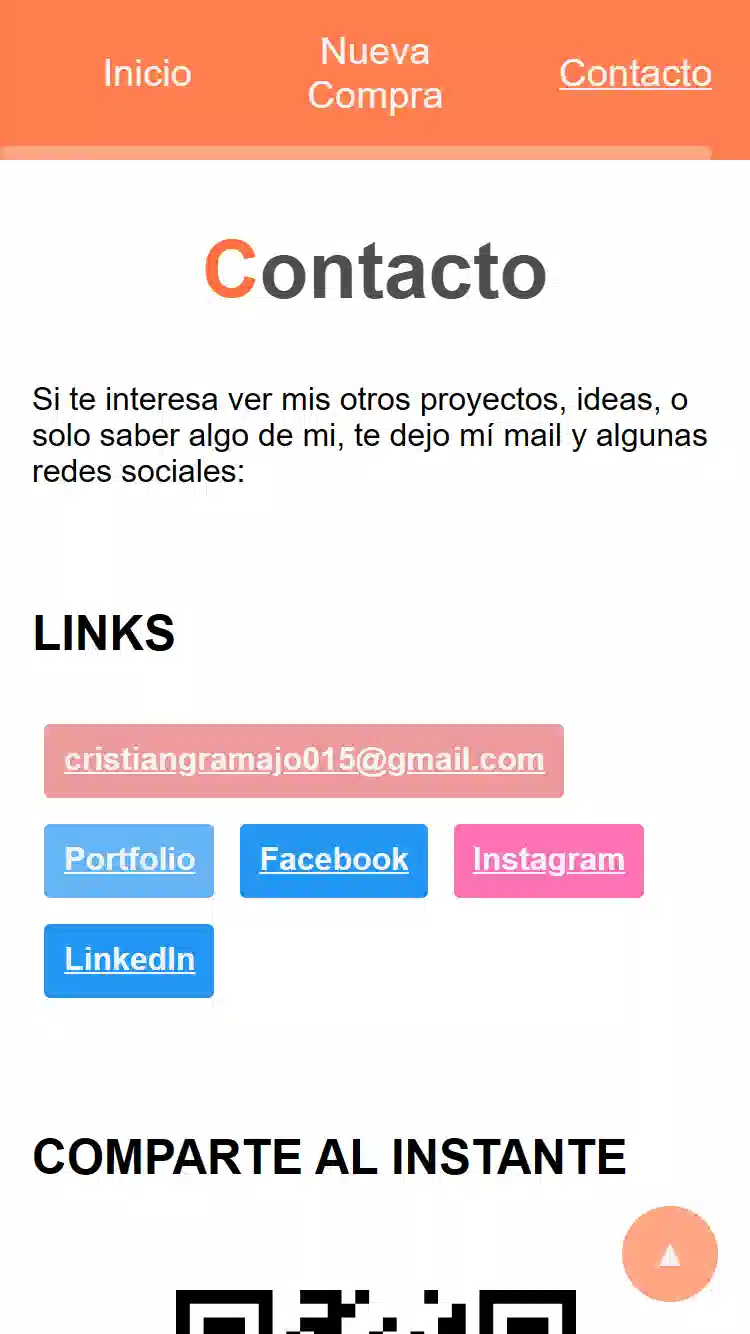 Inicio
Nueva
Compra
Contacto
Contacto
Si te interesa ver mis otros proyectos, ideas, o
solo saber algo de mi, te dejo mí mail y algunas
redes sociales:
LINKS
cristiangramajo015@gmail.com
Portfolio Facebook Instagram
LinkedIn
COMPARTE AL INSTANTE
▲